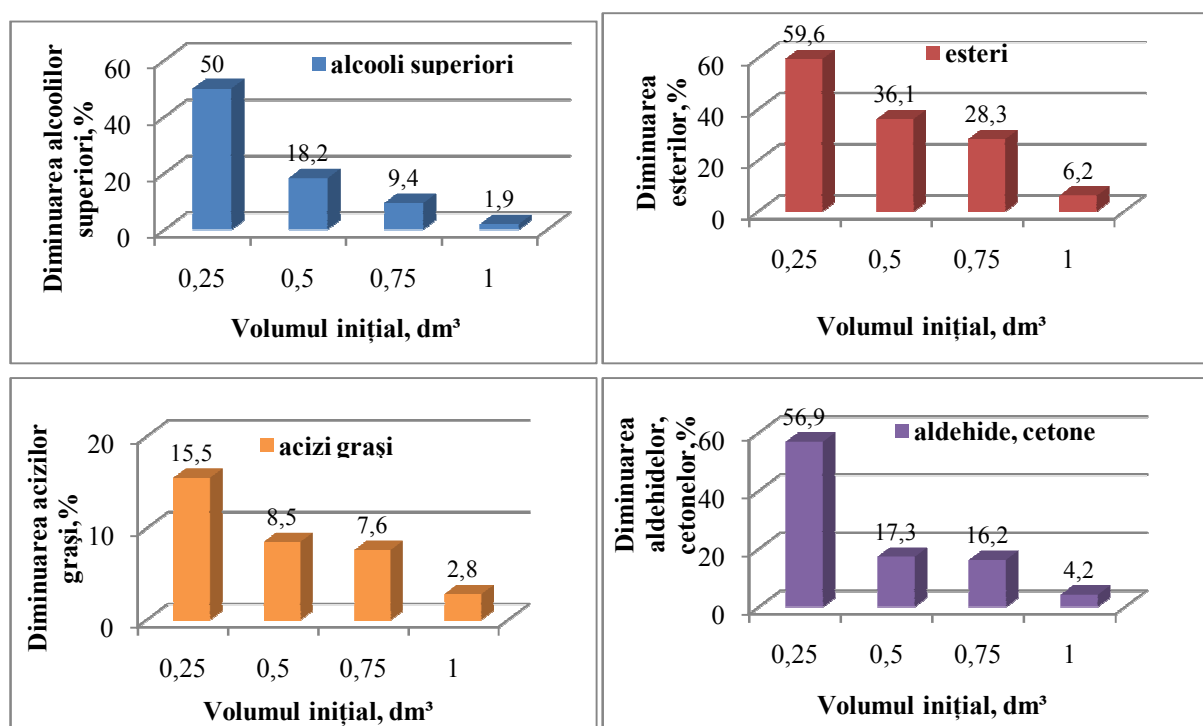 Diminuarea alcoolilor
superiori,%
60
40
20
0
50
18,2
9,4
1,9
alcooli superiori
0,25 0,5 0,75 1
Volumul inițial, dm³
Diminuarea
esterilor,%
60
40
20
0
59,6
36,1
28,3
6,2
esteri
0,25 0,5 0,75 1
Volumul inițial, dm³
Diminuarea acizilor
grași,%
20
10
0
15,5
8,5
7,6
2,8
acizi grași
0,25 0,5 0,75 1
Volumul inițial, dm³
Diminuarea
aldehidelor,
cetonelor,%
60
40
20
0
56,9
17,3
16,2
4,2
aldehide, cetone
0,25 0,5 0,75 1
Volumul inițial, dm³